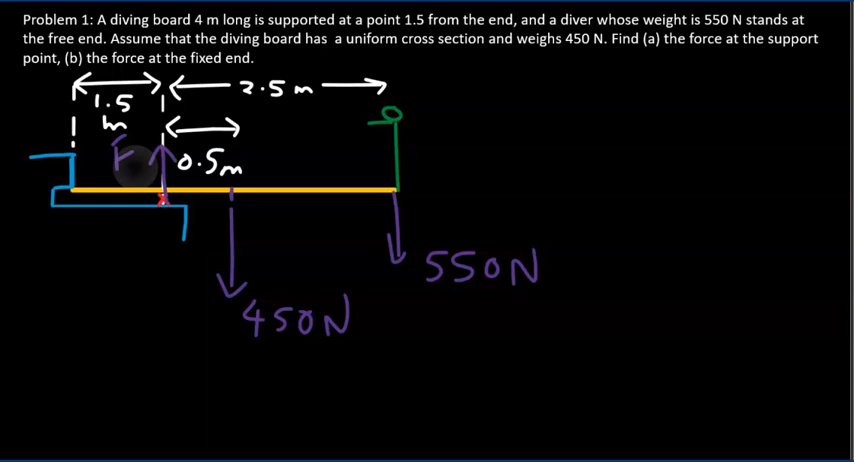 Problem 1: A diving board 4 m long is supported at a point 1.5 from the end, and a diver whose weight is 550 N stands at
the free end. Assume that the diving board has a uniform cross section and weighs 450 N. Find (a) the force at the support
point, (b) the force at the fixed end.
2.5 m
1.5
m
F
0.5m
550N
450N